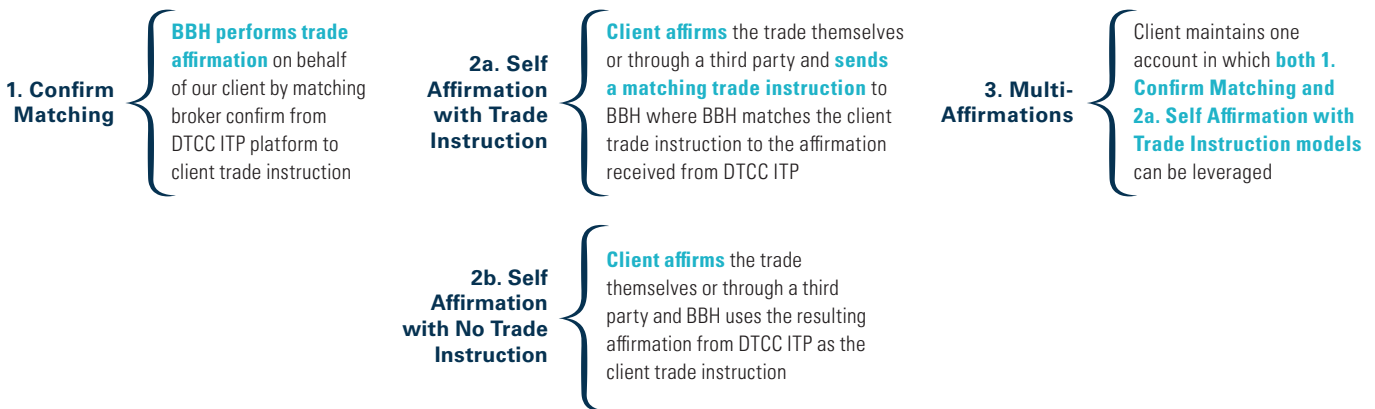 1. Confirm
Matching
BBH performs trade
affirmation on behalf
of our client by matching
broker confirm from
DTCC ITP platform to
client trade instruction
2a. Self
Affirmation
with Trade
Instruction
Client affirms the trade themselves
or through a third party and sends
a matching trade instruction to
BBH where BBH matches the client
trade instruction to the affirmation
received from DTCC ITP
3. Multi-
Affirmations
Client maintains one
account in which both 1.
Confirm Matching and
2a. Self Affirmation with
Trade Instruction models
can be leveraged
2b. Self
Affirmation
with No Trade
Instruction
Client affirms the trade
themselves or through a third
party and BBH uses the resulting
affirmation from DTCC ITP as the
client trade instruction